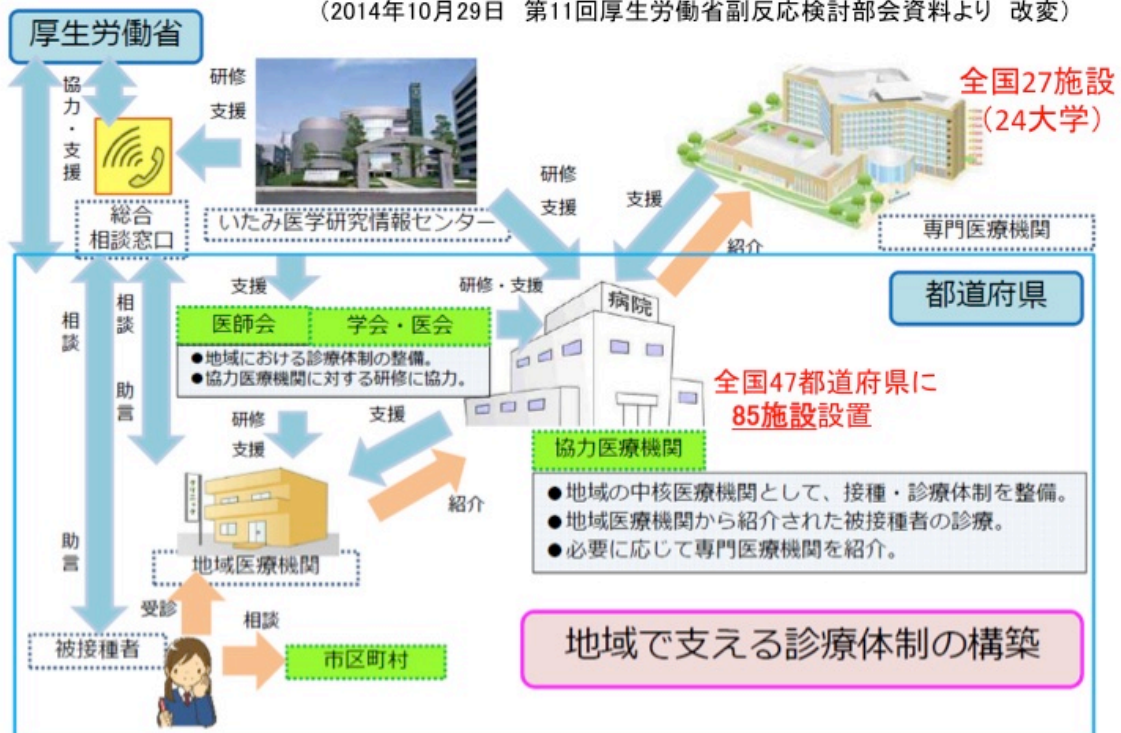 (2014年10月29日 第11回厚生労働省副反応検討部会資料より 改変)
厚生労働省
協力・支援
研修
支援
総合
相談窓口
いたみ医学研究情報センター
研修
支援
支援
紹介
全国27施設
(24大学)
専門医療機関
都道府県
相談
助言
相談
助言
支援
医師会
学会・医会
●地域における診療体制の整備。
●協力医療機関に対する研修に協力。
研修・支援
病院
全国47都道府県に
85施設設置
研修
支援
支援
紹介
協力医療機関
●地域の中核医療機関として、接種・診療体制を整備。
●地域医療機関から紹介された被接種者の診療。
●必要に応じて専門医療機関を紹介。
クリニック
地域医療機関
受診
相談
被接種者
市区町村
地域で支える診療体制の構築